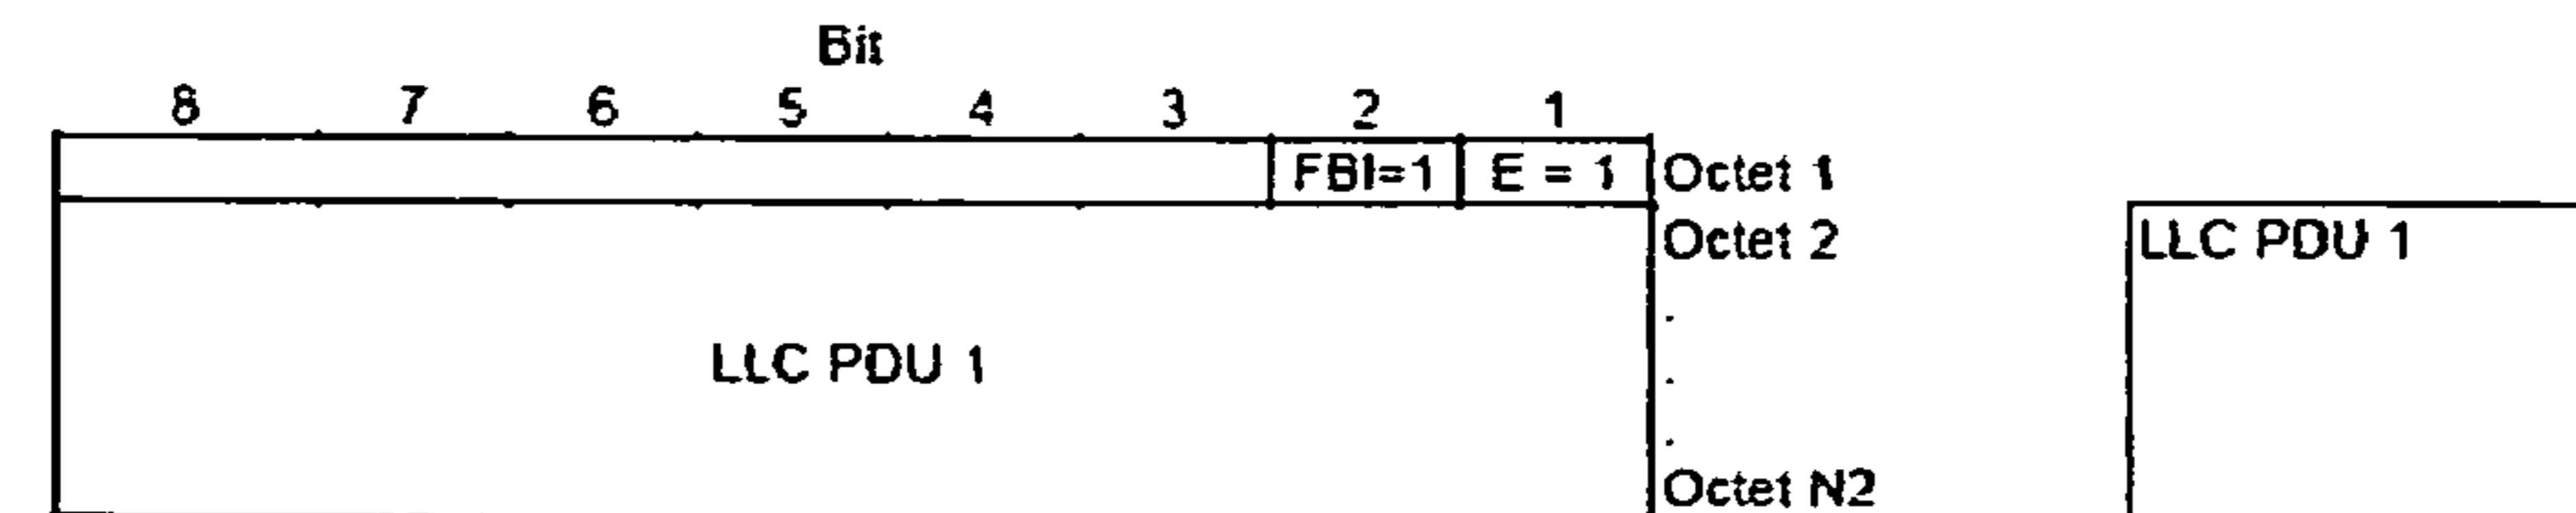 Bit
8 7 6 5 4 3 2 1
FBI=1 E = 1 Octet 1
Octet 2
LLC PDU 1
.
LLC PDU 1
.
.
Octet N2